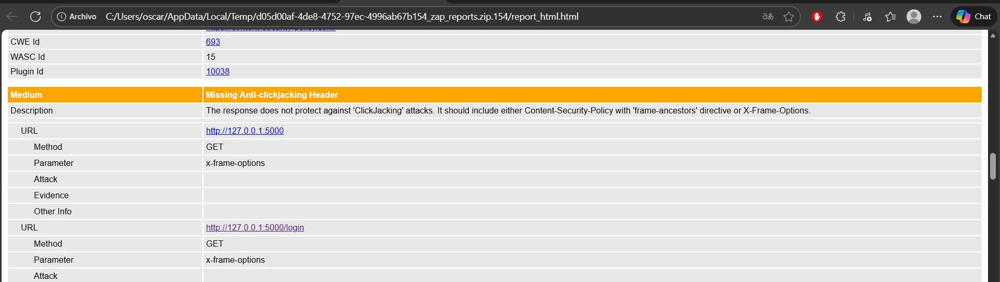 Archivo C:/Users/oscar/AppData/Local/Temp/d05d00af-4de8-4752-97ec-4996ab67b154_zap_reports.zip.154/report_html.html aあ Chat
CWE Id 693
WASC Id 15
Plugin Id 10038
Medium Missing Anti-clickjacking Header
Description The response does not protect against 'ClickJacking' attacks. It should include either Content-Security-Policy with 'frame-ancestors' directive or X-Frame-Options.
URL http://127.0.0.1:5000
Method GET
Parameter x-frame-options
Attack
Evidence
Other Info
URL http://127.0.0.1:5000/login
Method GET
Parameter x-frame-options
Attack